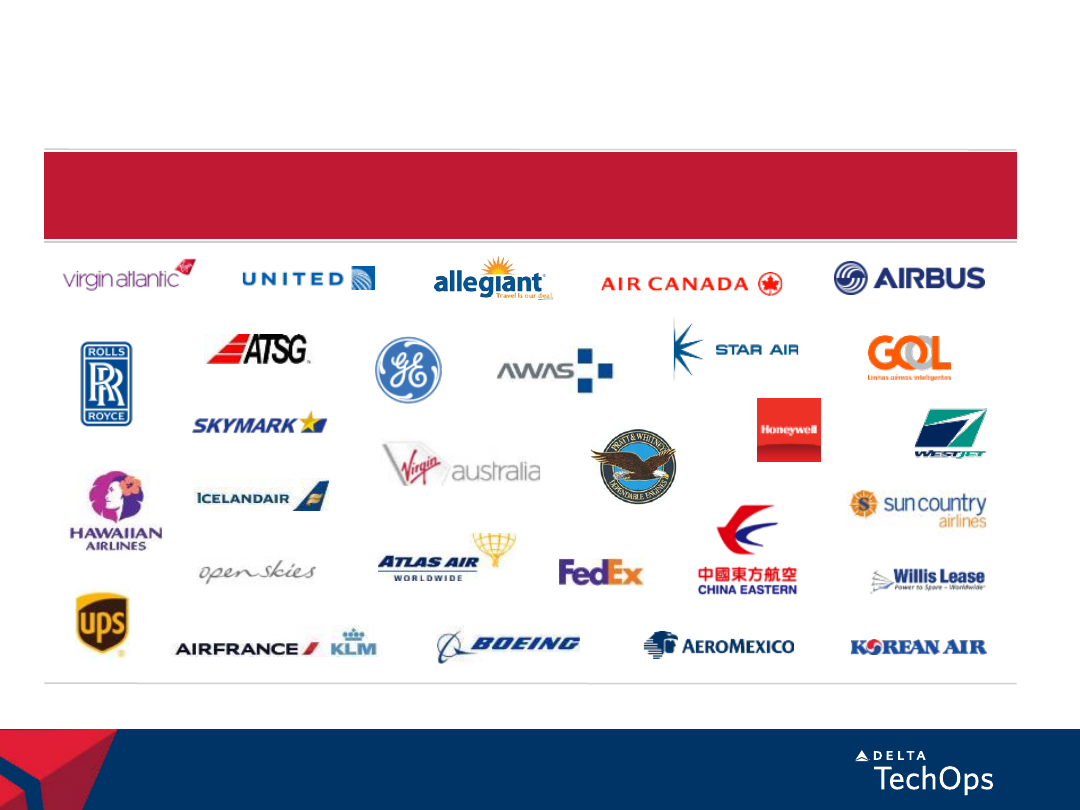 virgin atlantic
UNITED
allegiant
Travel is our deal.
AIR CANADA
AIRBUS
ROLLS
RR
ROYCE
ATSG
GE
AWAS
STAR AIR
GOL
Linhas aéreas inteligentes
SKYMARK
Honeywell
WESTJET
Virgin australia
PRATT & WHITNEY
DEPENDABLE ENGINES
HAWAIIAN
AIRLINES
ICELANDAIR
S
sun country
airlines
open skies
ATLAS AIR
WORLDWIDE
FedEx
中國東方航空
CHINA EASTERN
Willis Lease
Power to Spare – Worldwide
ups
AIRFRANCE KLM
BOEING
AEROMEXICO
KOREAN AIR
DELTA
TechOps